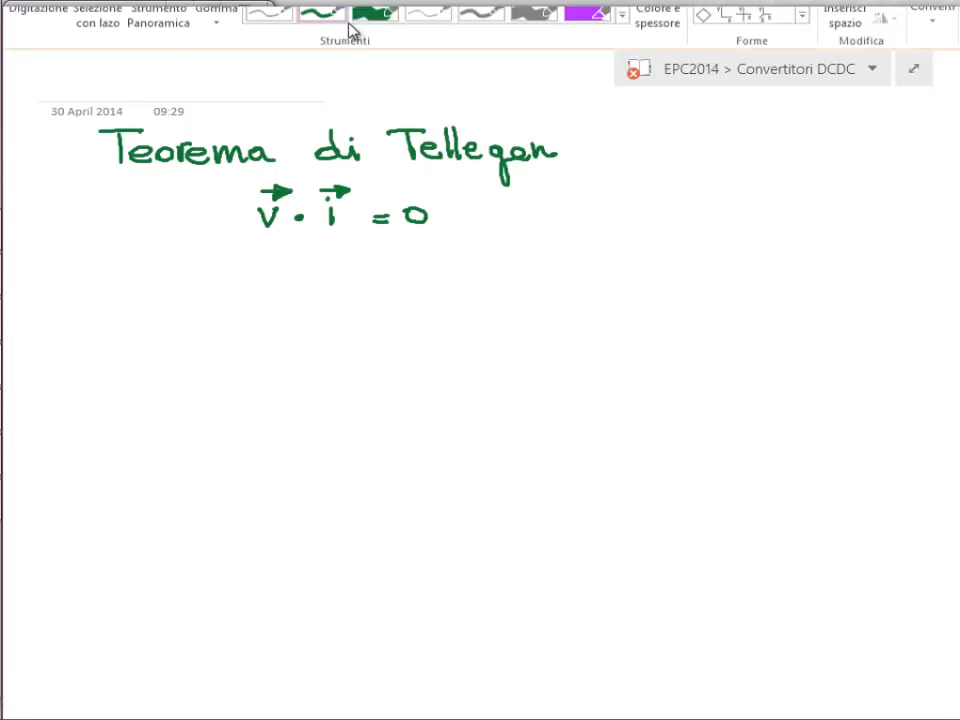 Digitazione Selezione Strumento Gomma Colore e Inserisci Converti
con lazo Panoramica spessore spazio
Strumenti Forme Modifica
EPC2014 > Convertitori DCDC
30 April 2014 09:29
Teorema di Tellegen
v · i = 0